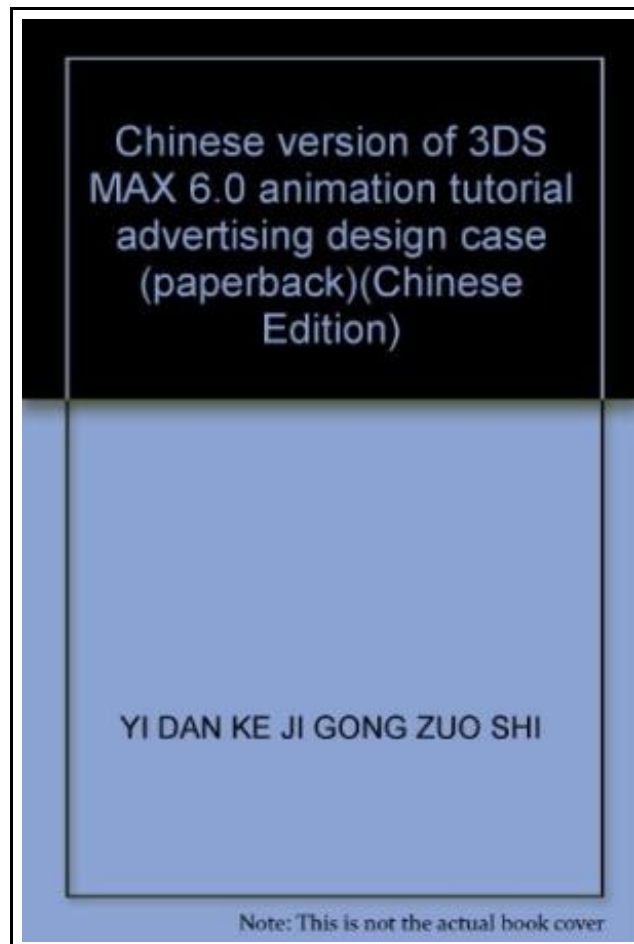 Chinese version of 3DS
MAX 6.0 animation tutorial
advertising design case
(paperback)(Chinese
Edition)
YI DAN KE JI GONG ZUO SHI
Note: This is not the actual book cover